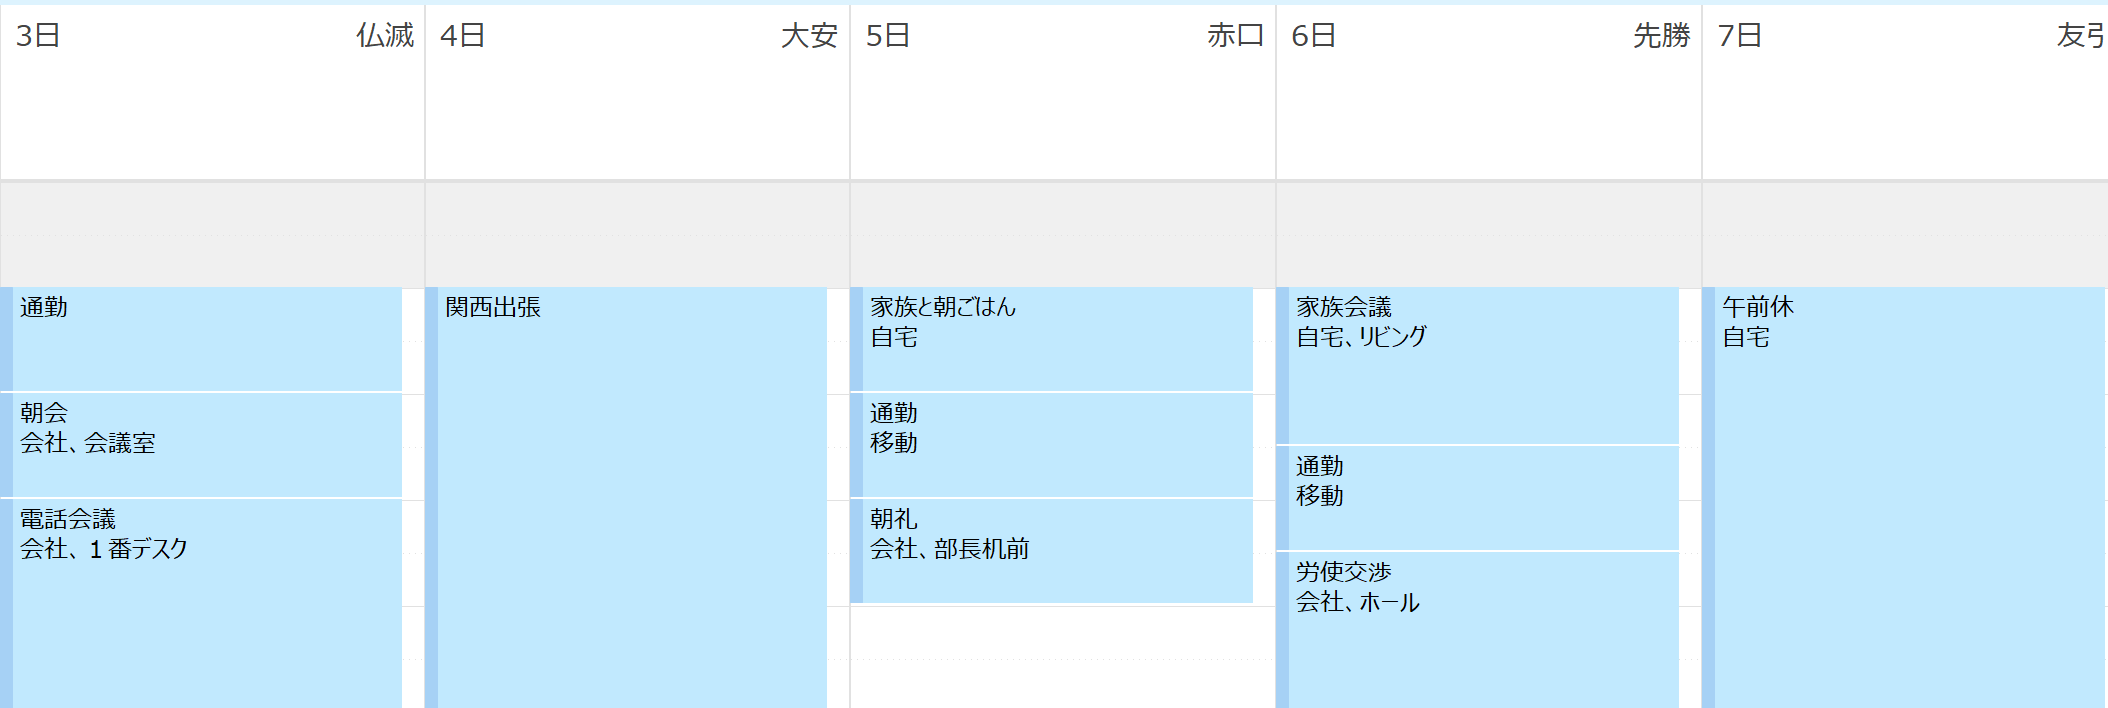 3日 仏滅
4日 大安
5日 赤口
6日 先勝
7日 友引
通勤
朝会
会社、会議室
電話会議
会社、１番デスク
関西出張
家族と朝ごはん
自宅
通勤
移動
朝礼
会社、部長机前
家族会議
自宅、リビング
通勤
移動
労使交渉
会社、ホール
午前休
自宅